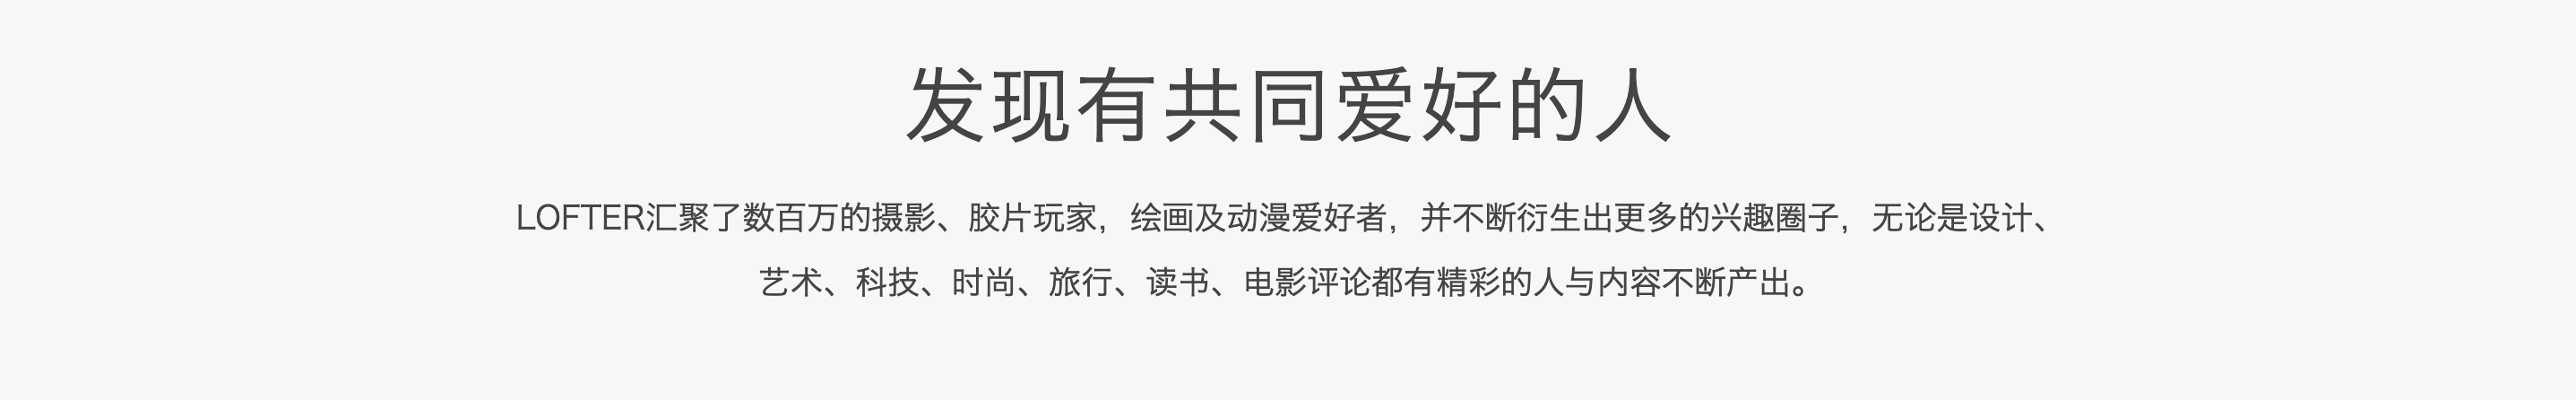 发现有共同爱好的人
LOFTER汇聚了数百万的摄影、胶片玩家，绘画及动漫爱好者，并不断衍生出更多的兴趣圈子，无论是设计、
艺术、科技、时尚、旅行、读书、电影评论都有精彩的人与内容不断产出。